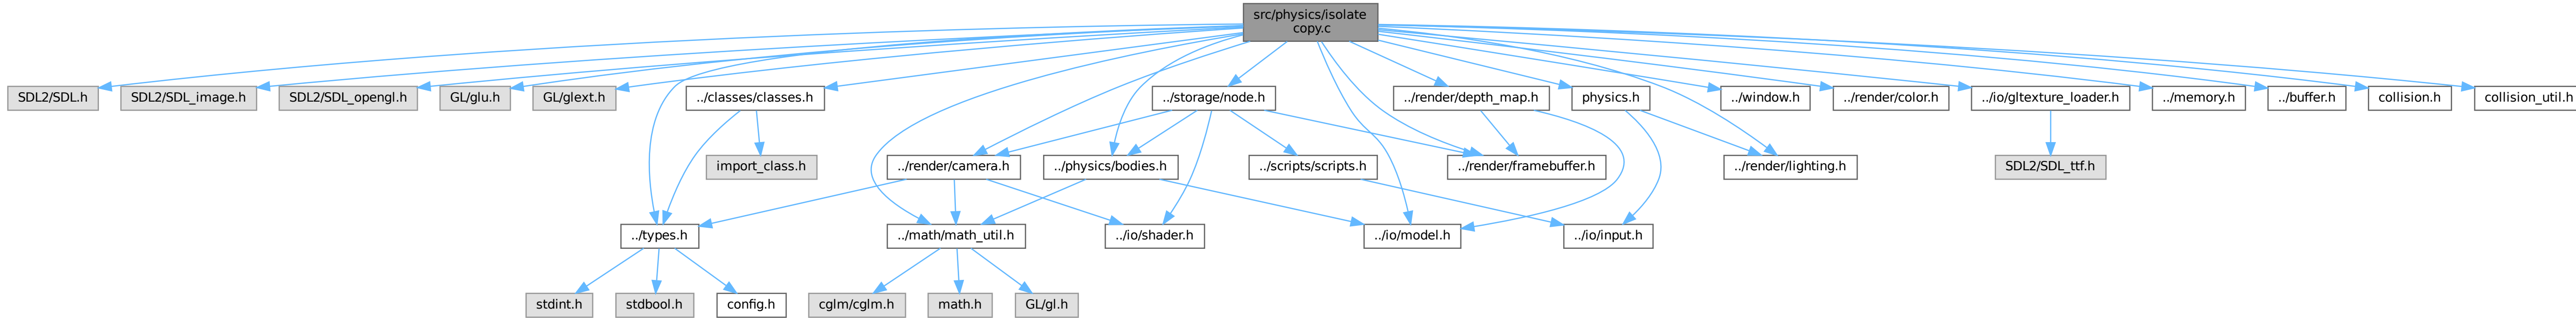 src/physics/isolate
copy.c
SDL2/SDL.h
SDL2/SDL_image.h
SDL2/SDL_opengl.h
GL/glu.h
GL/glext.h
../classes/classes.h
../storage/node.h
../render/depth_map.h
physics.h
../window.h
../render/color.h
../io/gltexture_loader.h
../memory.h
../buffer.h
collision.h
collision_util.h
import_class.h
../render/camera.h
../physics/bodies.h
../scripts/scripts.h
../render/framebuffer.h
../render/lighting.h
SDL2/SDL_ttf.h
../types.h
../math/math_util.h
../io/shader.h
../io/model.h
../io/input.h
stdint.h
stdbool.h
config.h
cglm/cglm.h
math.h
GL/gl.h